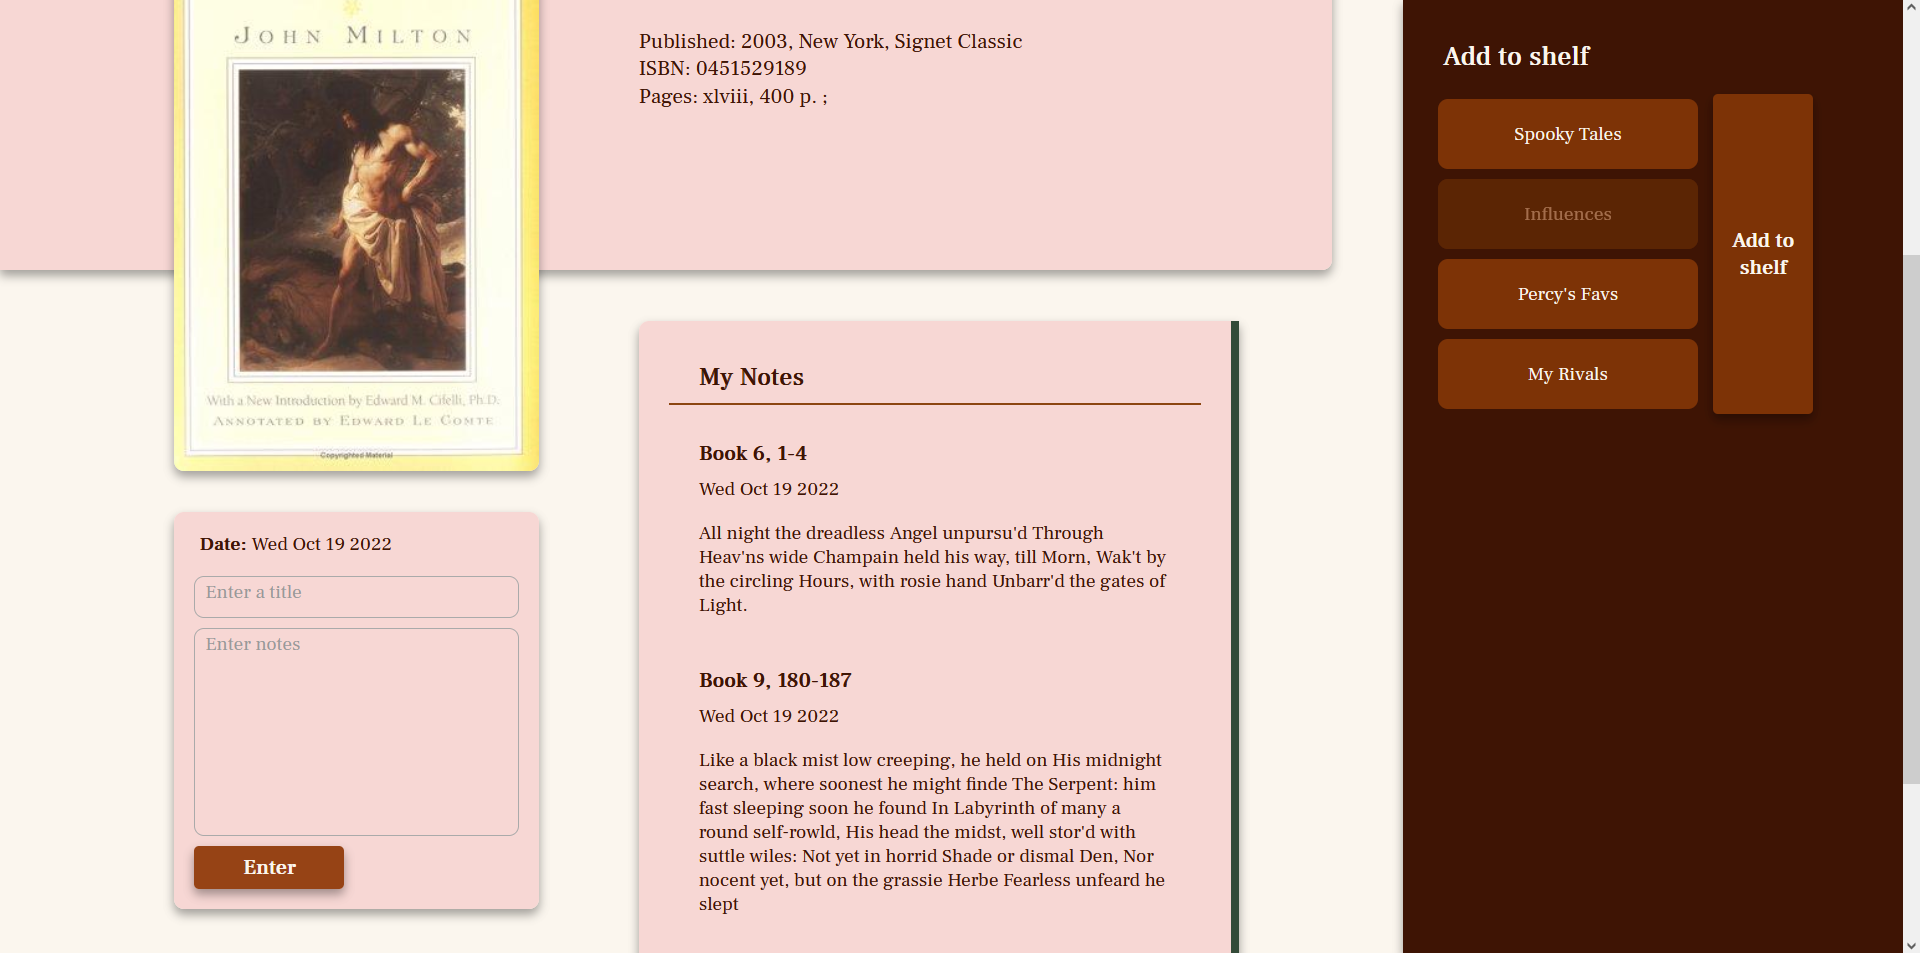 JOHN MILTON
With a New Introduction by Edward M. Cifelli, Ph.D.
ANNOTATED BY EDWARD LE COMTE
Copyrighted Material
Published: 2003, New York, Signet Classic
ISBN: 0451529189
Pages: xlviii, 400 p. ;
Date: Wed Oct 19 2022
Enter a title
Enter notes
Enter
My Notes
Book 6, 1-4
Wed Oct 19 2022
All night the dreadless Angel unpursu'd Through
Heav'ns wide Champain held his way, till Morn, Wak't by
the circling Hours, with rosie hand Unbarr'd the gates of
Light.
Book 9, 180-187
Wed Oct 19 2022
Like a black mist low creeping, he held on His midnight
search, where soonest he might finde The Serpent: him
fast sleeping soon he found In Labyrinth of many a
round self-rowld, His head the midst, well stor'd with
suttle wiles: Not yet in horrid Shade or dismal Den, Nor
nocent yet, but on the grassie Herbe Fearless unfeard he
slept
Add to shelf
Spooky Tales
Influences
Percy's Favs
My Rivals
Add to
shelf